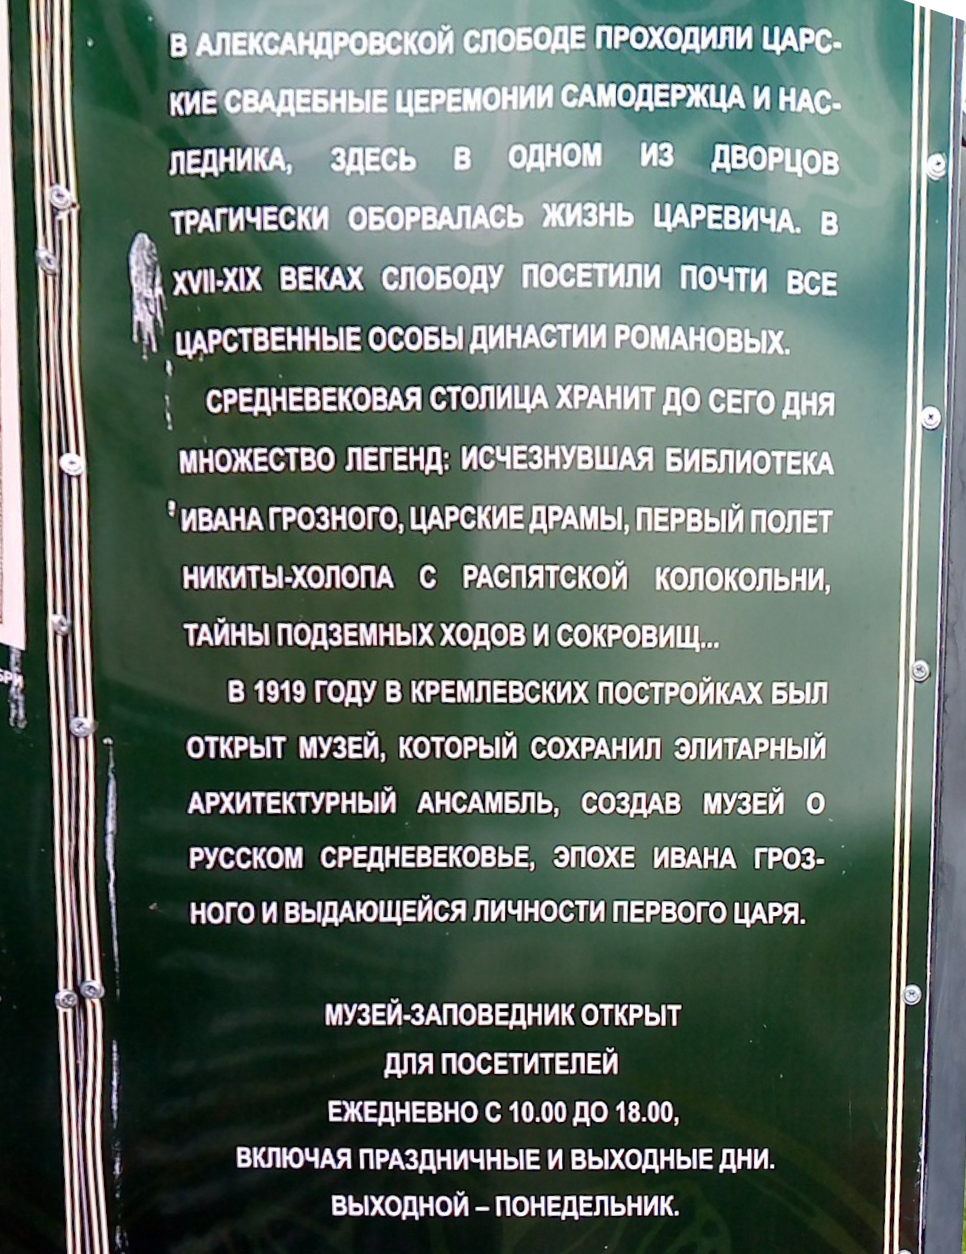 В АЛЕКСАНДРОВСКОЙ СЛОБОДЕ ПРОХОДИЛИ ЦАРС-
КИЕ СВАДЕБНЫЕ ЦЕРЕМОНИИ САМОДЕРЖЦА И НАС-
ЛЕДНИКА, ЗДЕСЬ В ОДНОМ ИЗ ДВОРЦОВ
ТРАГИЧЕСКИ ОБОРВАЛАСЬ ЖИЗНЬ ЦАРЕВИЧА. В
XVII-XIX ВЕКАХ СЛОБОДУ ПОСЕТИЛИ ПОЧТИ ВСЕ
ЦАРСТВЕННЫЕ ОСОБЫ ДИНАСТИИ РОМАНОВЫХ.
СРЕДНЕВЕКОВАЯ СТОЛИЦА ХРАНИТ ДО СЕГО ДНЯ
МНОЖЕСТВО ЛЕГЕНД: ИСЧЕЗНУВШАЯ БИБЛИОТЕКА
ИВАНА ГРОЗНОГО, ЦАРСКИЕ ДРАМЫ, ПЕРВЫЙ ПОЛЕТ
НИКИТЫ-ХОЛОПА С РАСПЯТСКОЙ КОЛОКОЛЬНИ,
ТАЙНЫ ПОДЗЕМНЫХ ХОДОВ И СОКРОВИЩ...
В 1919 ГОДУ В КРЕМЛЕВСКИХ ПОСТРОЙКАХ БЫЛ
ОТКРЫТ МУЗЕЙ, КОТОРЫЙ СОХРАНИЛ ЭЛИТАРНЫЙ
АРХИТЕКТУРНЫЙ АНСАМБЛЬ, СОЗДАВ МУЗЕЙ О
РУССКОМ СРЕДНЕВЕКОВЬЕ, ЭПОХЕ ИВАНА ГРОЗ-
НОГО И ВЫДАЮЩЕЙСЯ ЛИЧНОСТИ ПЕРВОГО ЦАРЯ.
МУЗЕЙ-ЗАПОВЕДНИК ОТКРЫТ
ДЛЯ ПОСЕТИТЕЛЕЙ
ЕЖЕДНЕВНО С 10.00 ДО 18.00,
ВКЛЮЧАЯ ПРАЗДНИЧНЫЕ И ВЫХОДНЫЕ ДНИ.
ВЫХОДНОЙ – ПОНЕДЕЛЬНИК.